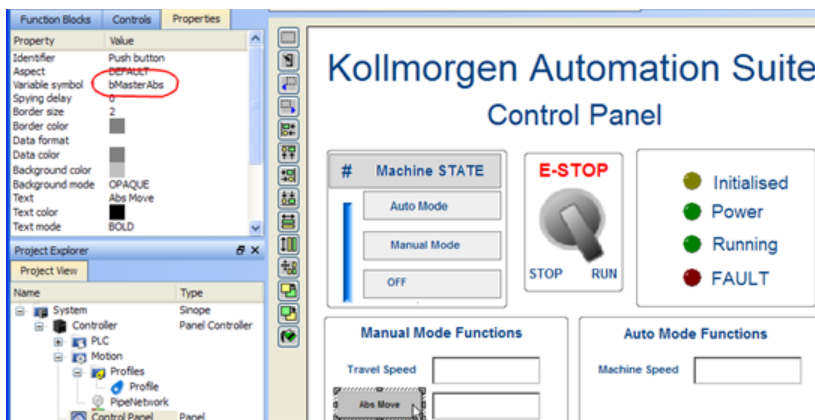 Function Blocks Controls Properties
Property Value
Identifier Push button
Aspect DEFAULT
Variable symbol bMasterAbs
Spying delay 0
Border size 2
Border color
Data format
Data color
Background color
Background mode OPAQUE
Text Abs Move
Text color
Text mode BOLD
Project Explorer
Project View
Name Type
System Sinope
Controller Panel Controller
PLC
Motion
Profiles
Profile
PipeNetwork
Control Panel Panel
Kollmorgen Automation Suite
Control Panel
# Machine STATE
Auto Mode
Manual Mode
OFF
E-STOP
STOP RUN
Initialised
Power
Running
FAULT
Manual Mode Functions
Travel Speed
Abs Move
Auto Mode Functions
Machine Speed